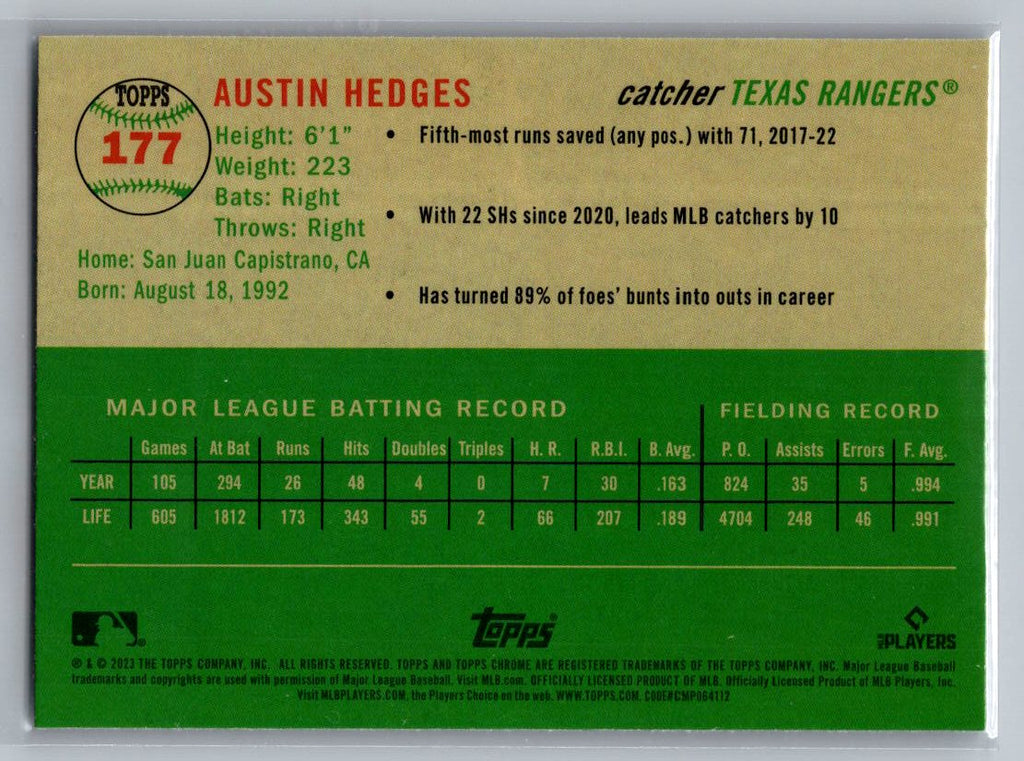 TOPPS
177
AUSTIN HEDGES
catcher TEXAS RANGERS®
Height: 6'1"
Weight: 223
Bats: Right
Throws: Right
Home: San Juan Capistrano, CA
Born: August 18, 1992
• Fifth-most runs saved (any pos.) with 71, 2017-22
• With 22 SHs since 2020, leads MLB catchers by 10
• Has turned 89% of foes' bunts into outs in career
MAJOR LEAGUE BATTING RECORD FIELDING RECORD
Games At Bat Runs Hits Doubles Triples H. R. R.B.I. B. Avg. P. O. Assists Errors F. Avg.
YEAR 105 294 26 48 4 0 7 30 .163 824 35 5 .994
LIFE 605 1812 173 343 55 2 66 207 .189 4704 248 46 .991
Topps® MLB PLAYERS
® & © 2023 THE TOPPS COMPANY, INC. ALL RIGHTS RESERVED. TOPPS AND TOPPS CHROME ARE REGISTERED TRADEMARKS OF THE TOPPS COMPANY, INC. Major League Baseball
trademarks and copyrights are used with permission of Major League Baseball. Visit MLB.com. OFFICIALLY LICENSED PRODUCT OF MLB. Officially Licensed Product of MLB Players, Inc.
Visit MLBPLAYERS.COM, the Players Choice on the web. WWW.TOPPS.COM. CODE#CMP064112